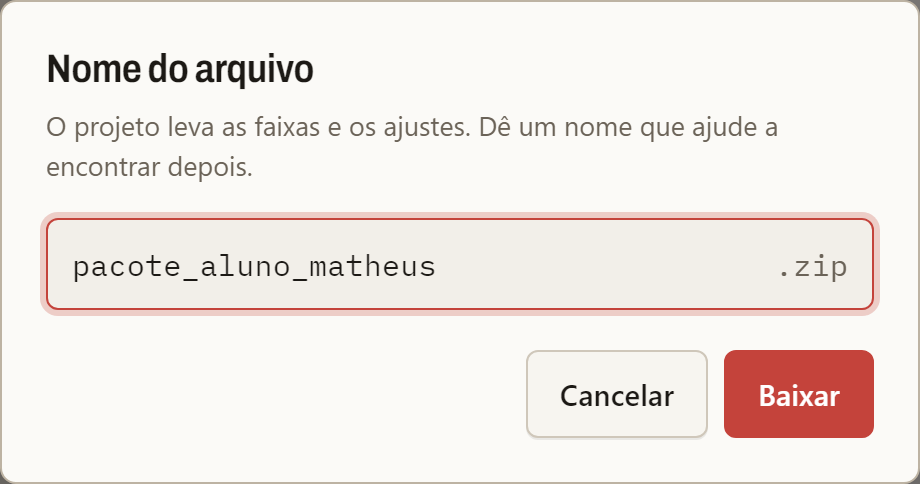 Nome do arquivo
O projeto leva as faixas e os ajustes. Dê um nome que ajude a
encontrar depois.
pacote_aluno_matheus .zip
Cancelar Baixar